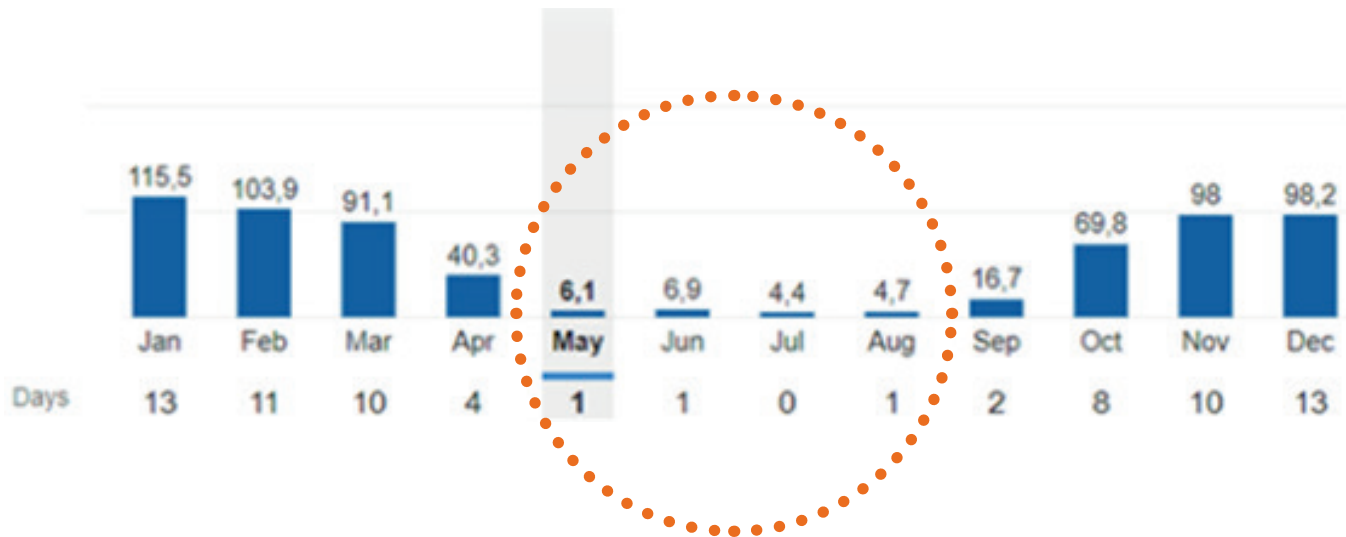 115,5 103,9 91,1 40,3 6,1 6,9 4,4 4,7 16,7 69,8 98 98,2
Jan Feb Mar Apr May Jun Jul Aug Sep Oct Nov Dec
Days 13 11 10 4 1 1 0 1 2 8 10 13